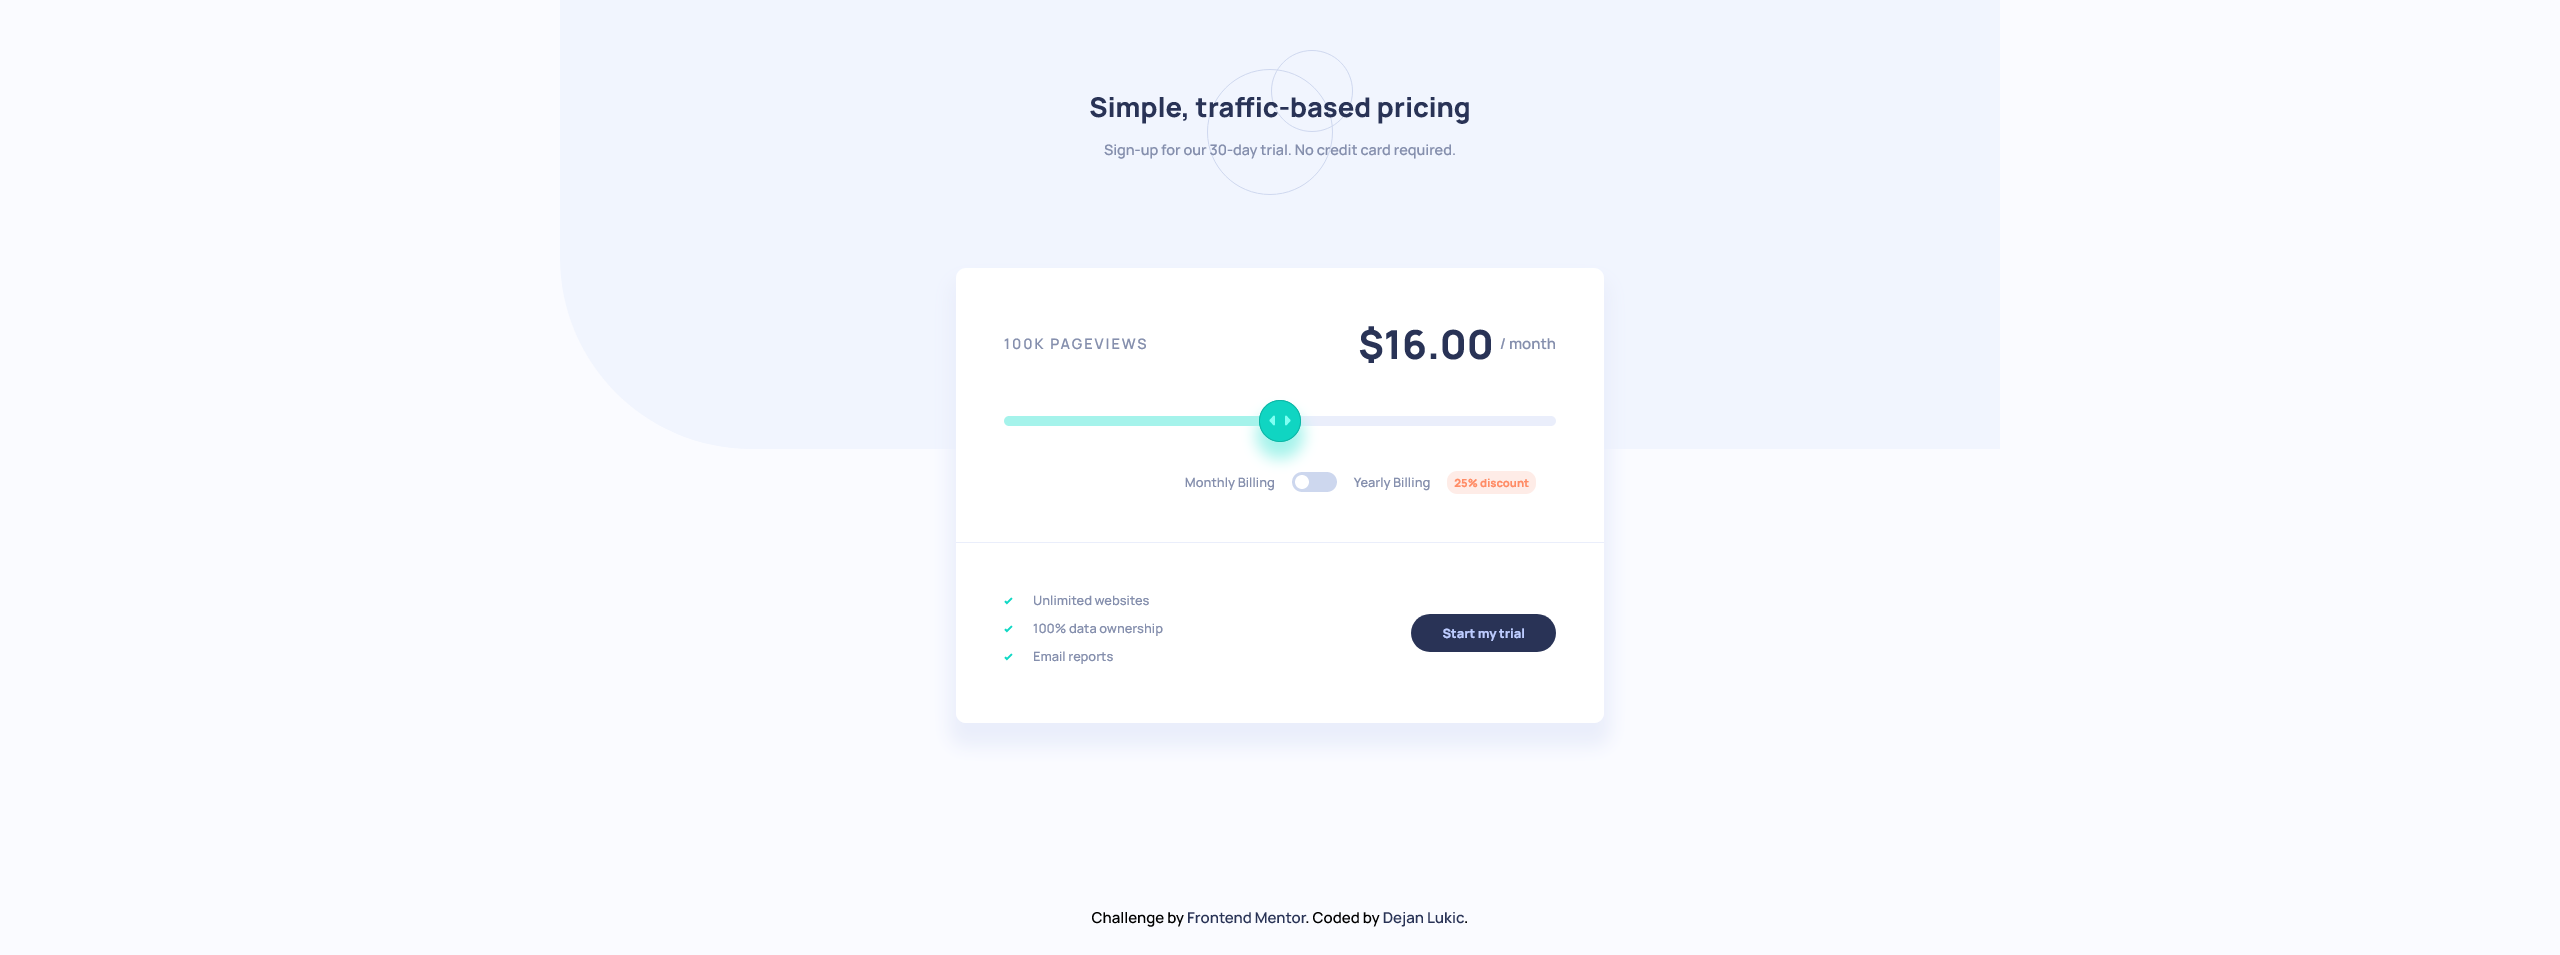 Simple, traffic-based pricing
Sign-up for our 30-day trial. No credit card required.
100K PAGEVIEWS
$16.00 / month
Monthly Billing
Yearly Billing
25% discount
Unlimited websites
100% data ownership
Email reports
Start my trial
Challenge by Frontend Mentor. Coded by Dejan Lukic.